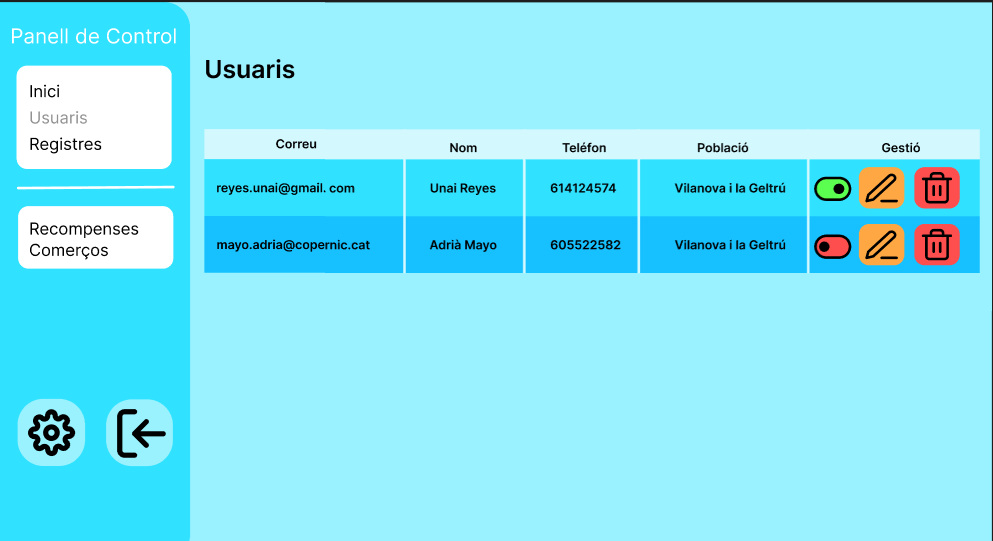 Panell de Control
Inici
Usuaris
Registres
Recompenses
Comerços
Usuaris
Correu Nom Teléfon Població Gestió
reyes.unai@gmail. com Unai Reyes 614124574 Vilanova i la Geltrú
mayo.adria@copernic.cat Adrià Mayo 605522582 Vilanova i la Geltrú